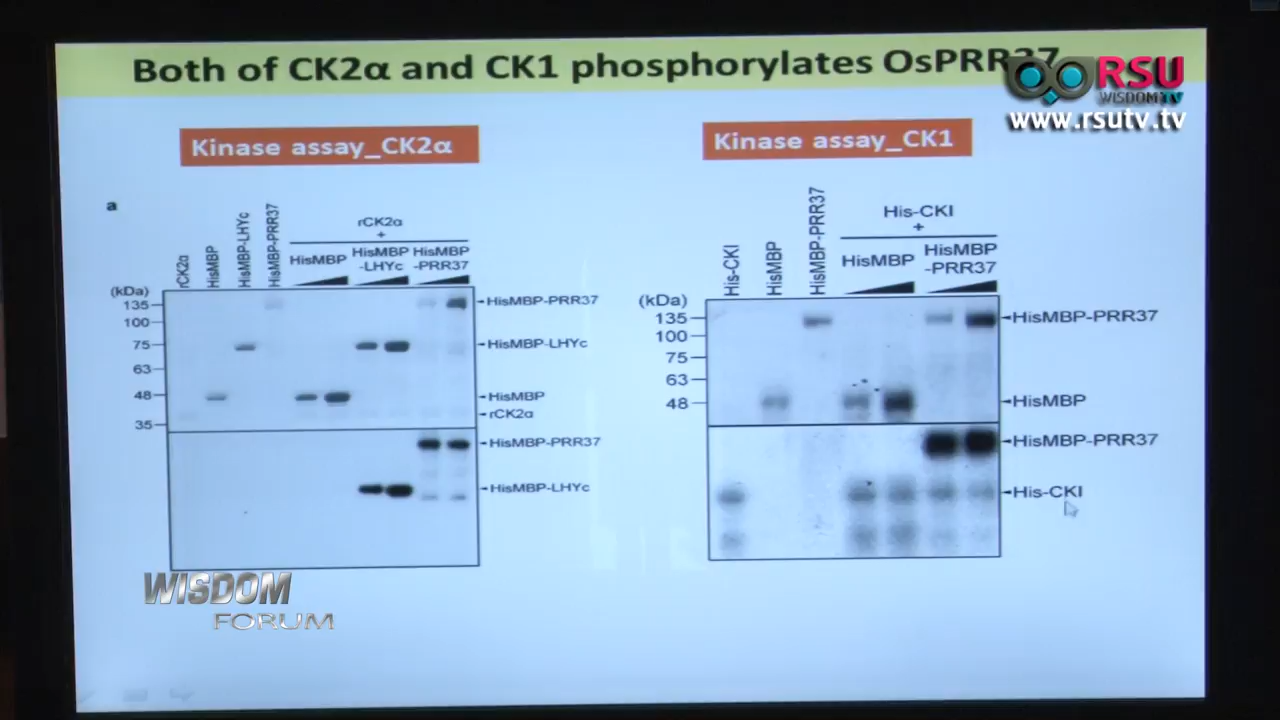 Both of CK2α and CK1 phosphorylates OsPRR37
RSU
WISDOMTV
www.rsutv.tv
Kinase assay_CK2α
Kinase assay_CK1
a
rCK2α
HisMBP
HisMBP-LHYc
HisMBP-PRR37
rCK2α
+
HisMBP
HisMBP
-LHYc
HisMBP
-PRR37
(kDa)
135
100
75
63
48
35
HisMBP-PRR37
HisMBP-LHYc
HisMBP
rCK2α
HisMBP-PRR37
HisMBP-LHYc
His-CKI
HisMBP
HisMBP-PRR37
His-CKI
+
HisMBP
HisMBP
-PRR37
(kDa)
135
100
75
63
48
HisMBP-PRR37
HisMBP
HisMBP-PRR37
His-CKI
WISDOM
FORUM